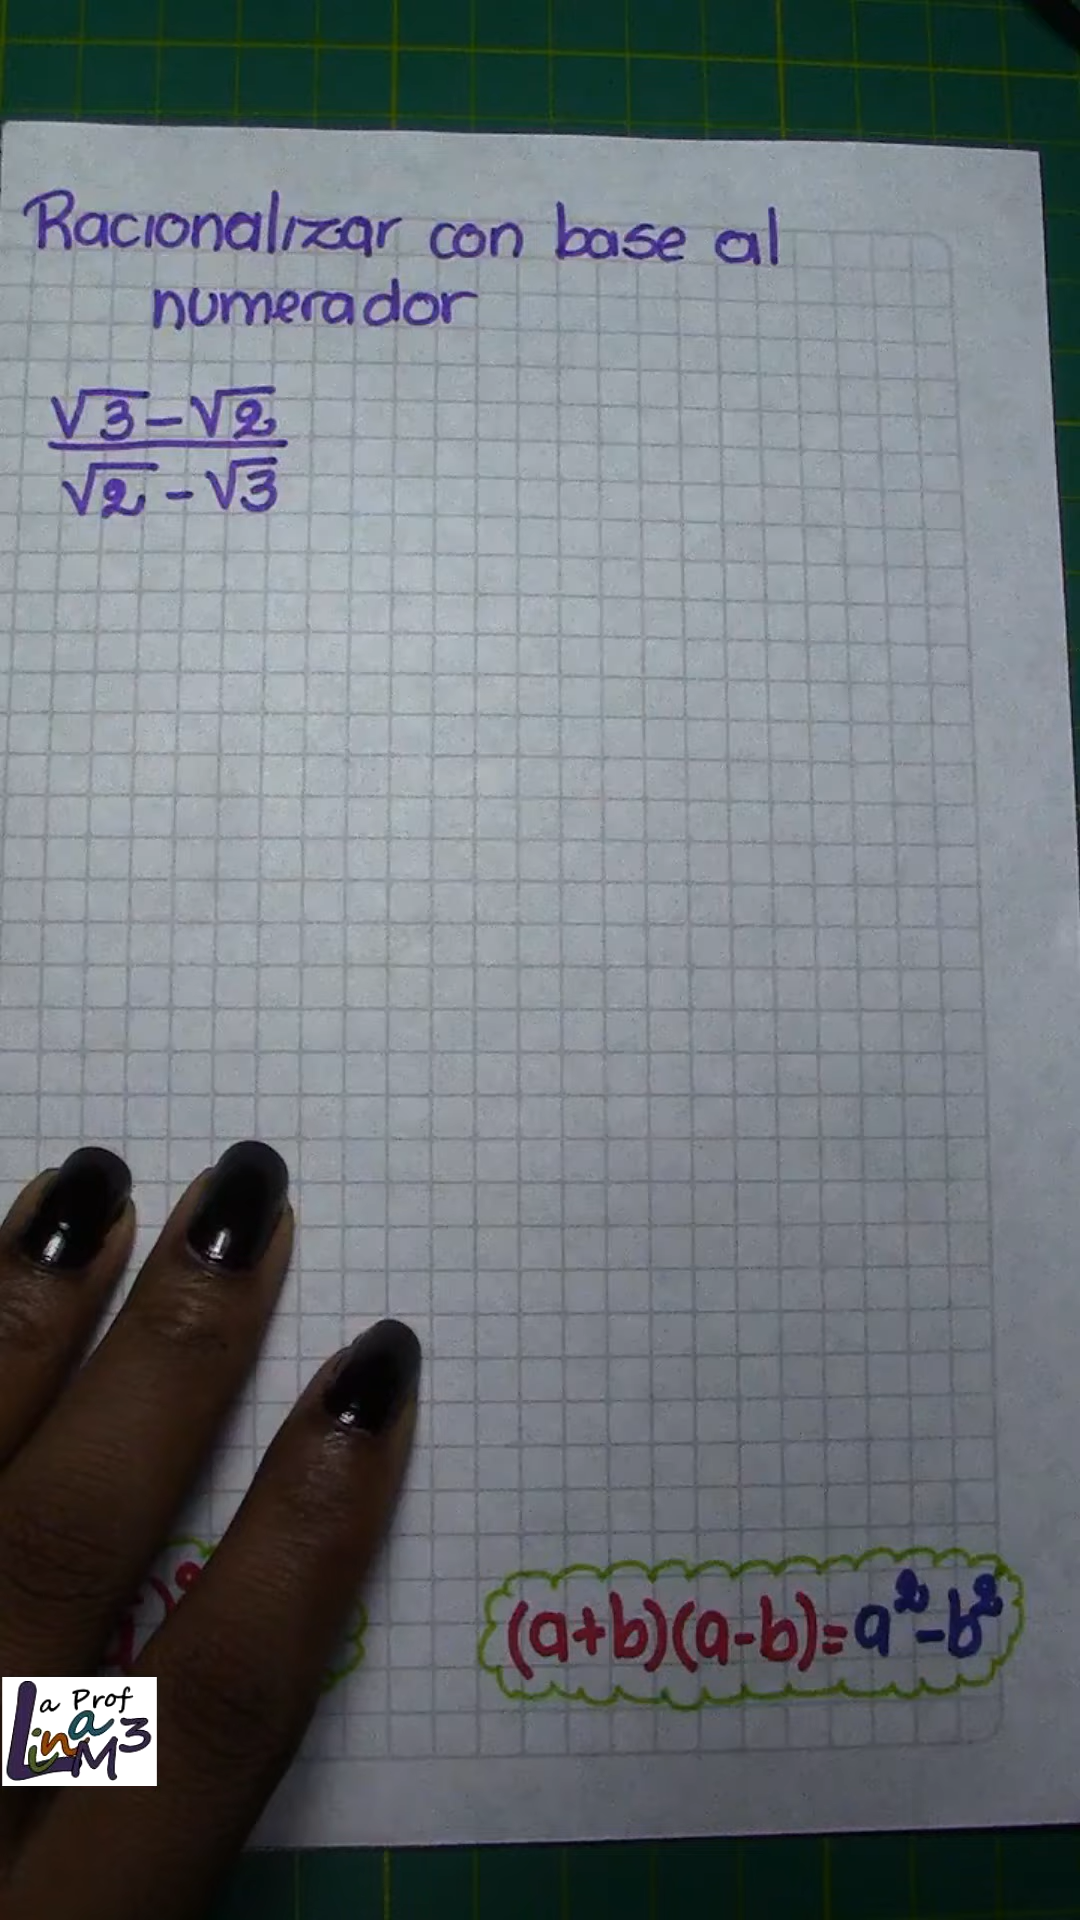 Racionalizar con base al
numerador
√3-√2
√2-√3
(a+b)(a-b)=a²-b²
La Prof
Lina M3